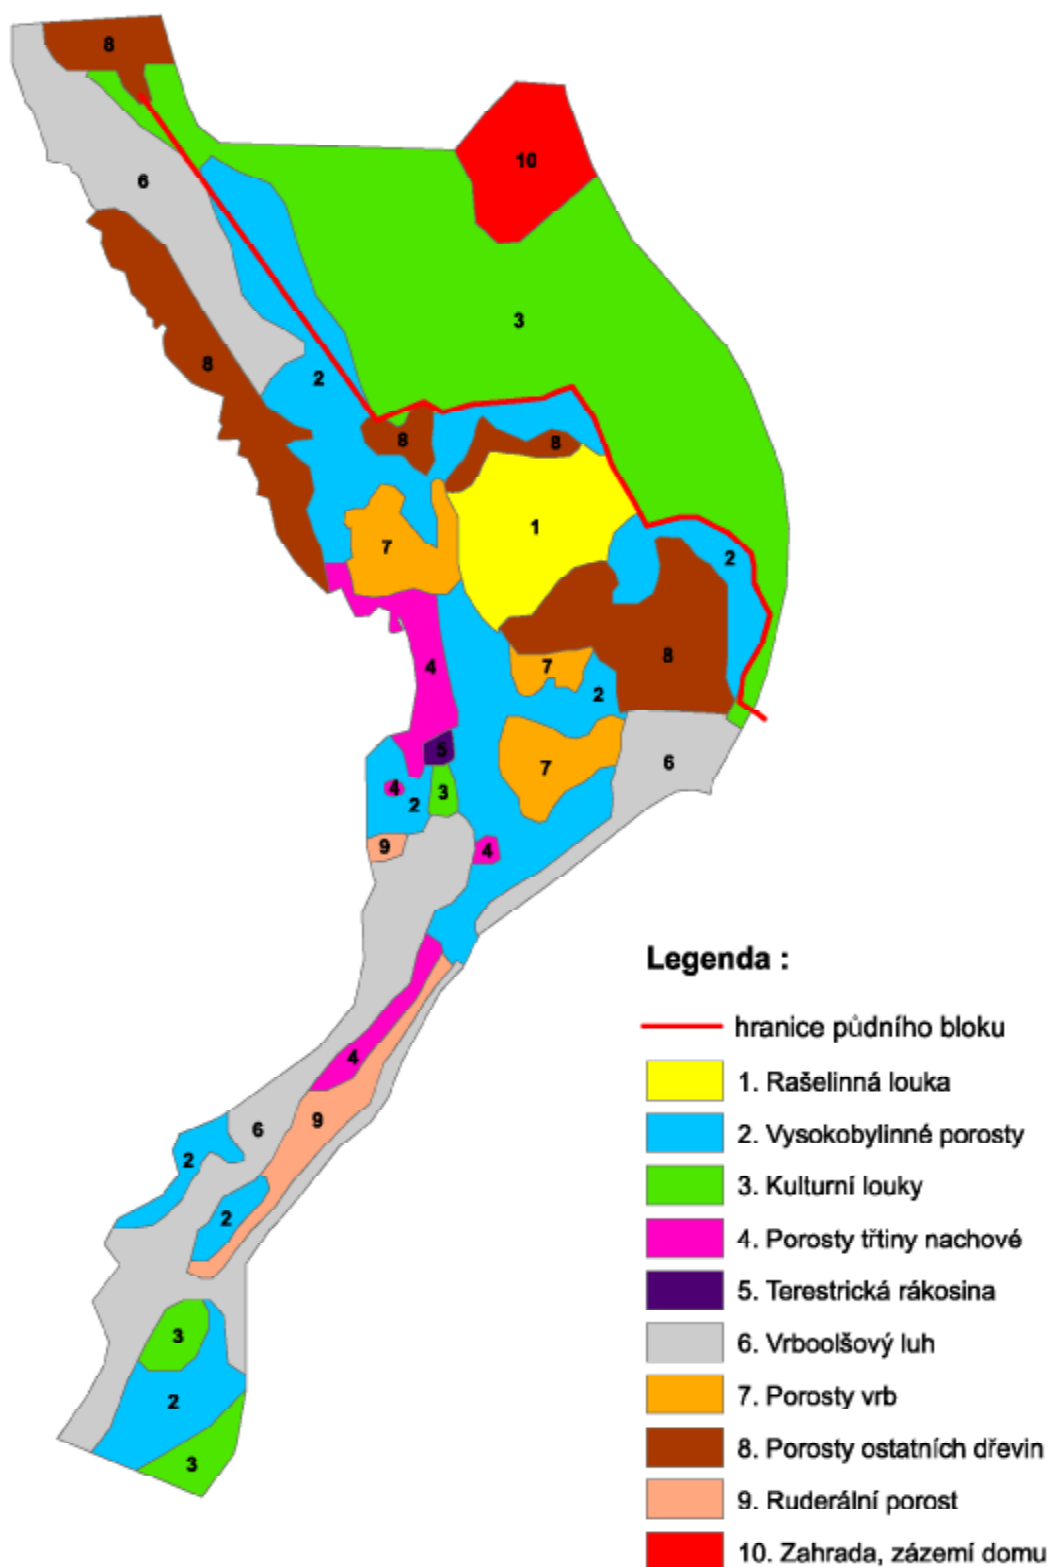 8
10
6
3
8
2
8
8
1
7
2
8
4
7
2
5
6
7
4
3
2
9
4
4
9
6
2
2
3
2
3
Legenda :
hranice půdního bloku
1. Rašelinná louka
2. Vysokobylinné porosty
3. Kulturní louky
4. Porosty třtiny nachové
5. Terestrická rákosina
6. Vrboolšový luh
7. Porosty vrb
8. Porosty ostatních dřevin
9. Ruderální porost
10. Zahrada, zázemí domu